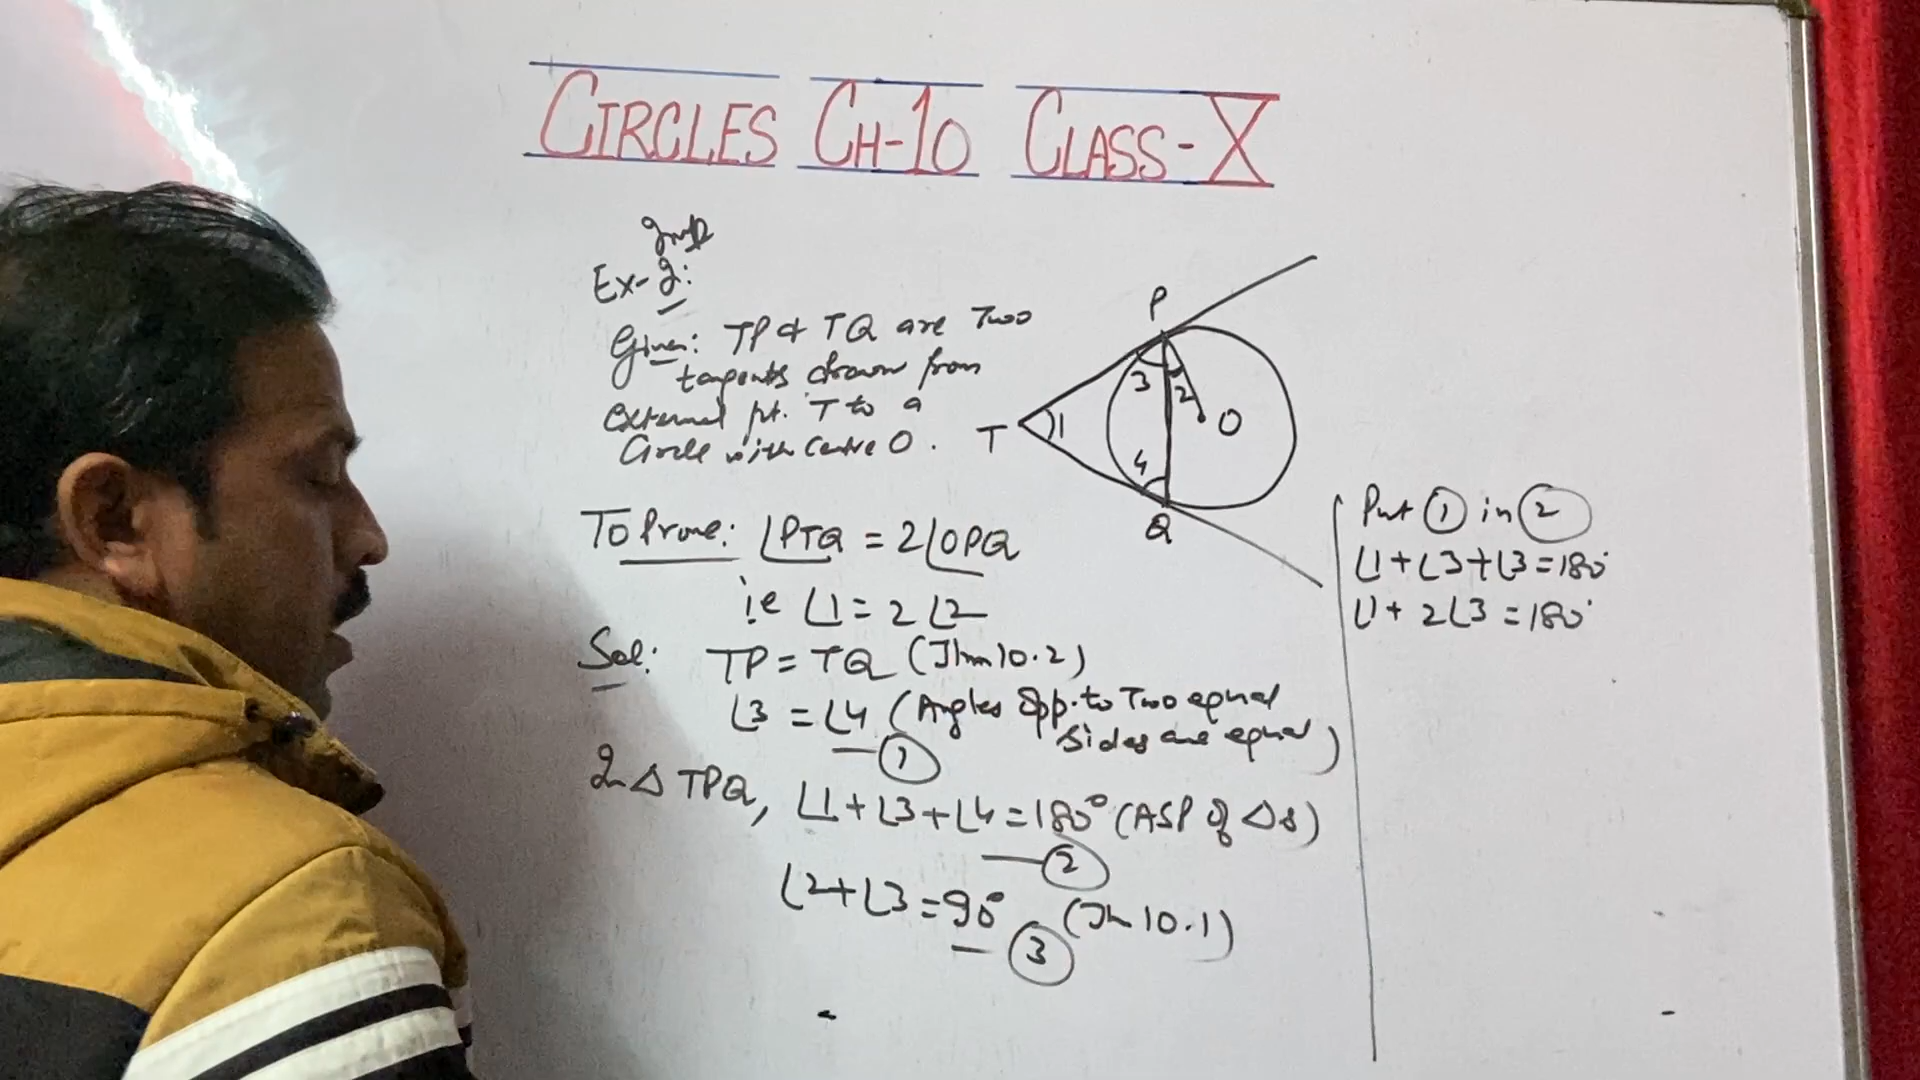 CIRCLES CH-10 CLASS-X
Imp
Ex-2:
Given: TP & TQ are Two
tangents drawn from
external pt. T to a
Circle with Centre O.
P
3
2
T
1
O
4
Q
To Prove: ∠PTQ = 2∠OPQ
i.e ∠1 = 2∠2
Sol: TP = TQ (Thm 10.2)
∠3 = ∠4 (Angles Opp. to Two equal
sides are equal)
— ①
In △ TPQ, ∠1+∠3+∠4=180° (ASP of △s)
— ②
∠2+∠3=90° (Th 10.1)
— ③
Put ① in ②
∠1+∠3+∠3=180°
∠1+2∠3=180°